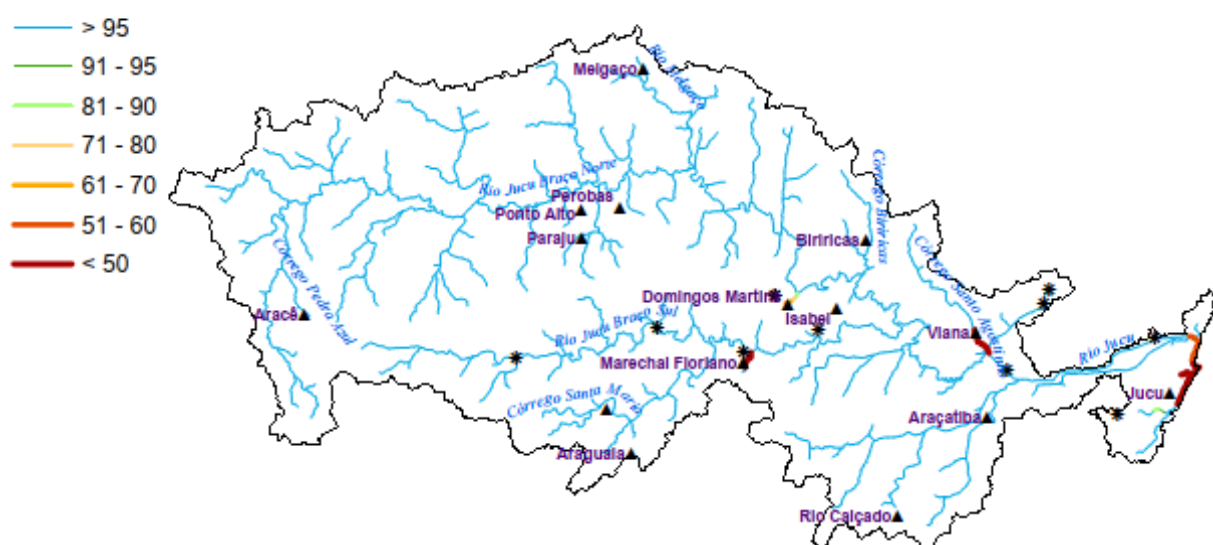 > 95
91 - 95
81 - 90
71 - 80
61 - 70
51 - 60
< 50
Melgaço
Rio Melgaço
Rio Jucu Braço Norte
Perobas
Ponto Alto
Paraju
Biriricas
Córrego Biriricas
Córrego Santo Agostinho
Córrego Pedra Azul
Aracê
Domingos Martins
Isabel
Viana
Rio Jucu Braço Sul
Marechal Floriano
Rio Jucu
Jucu
Córrego Santa Maria
Araçatiba
Araguaia
Rio Calçado